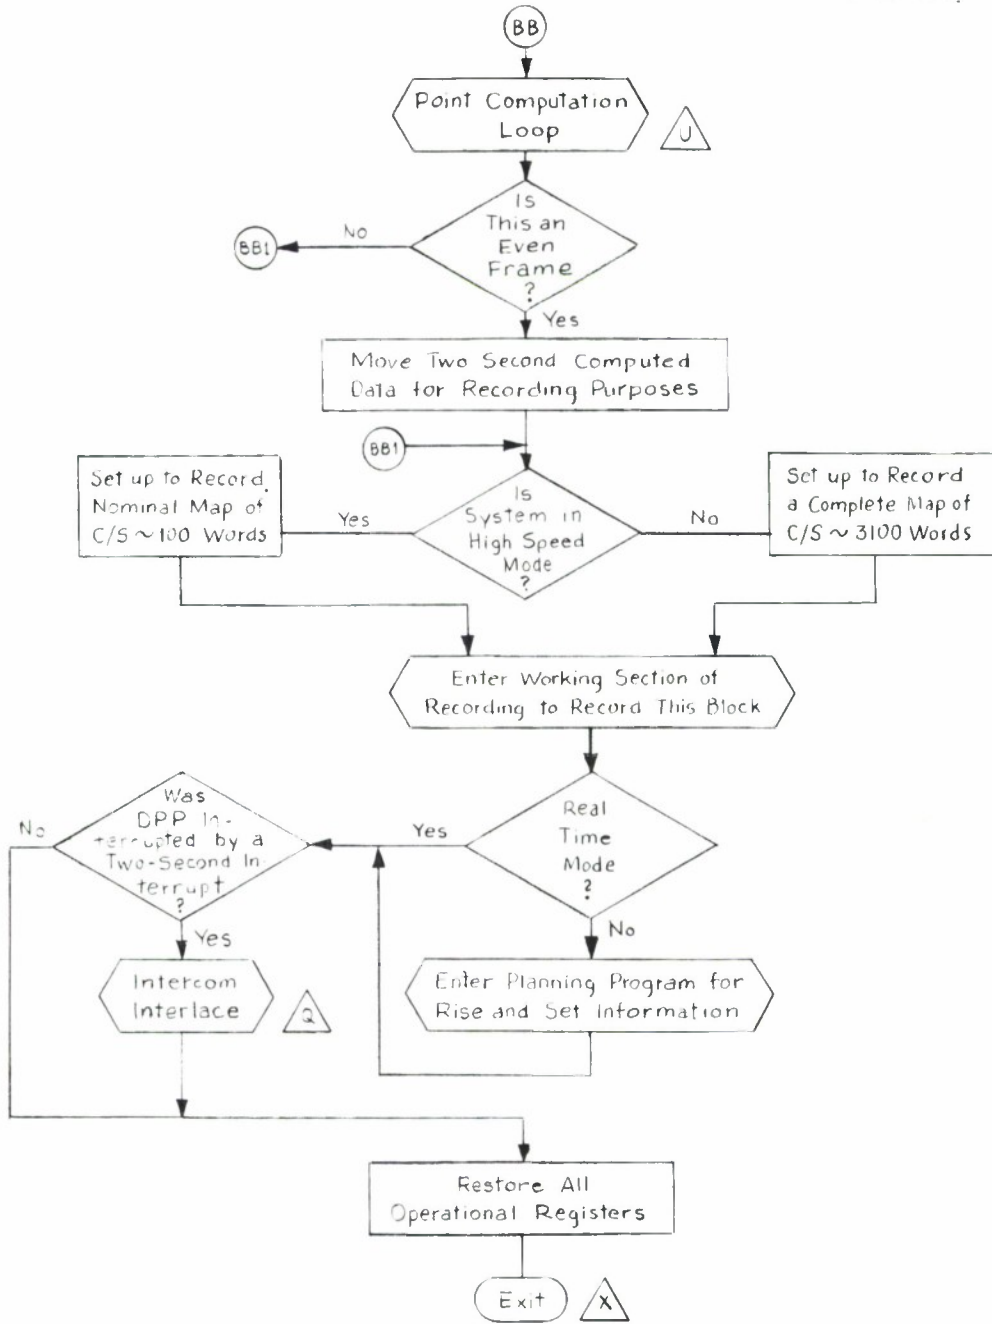 BB
Point Computation
Loop
U
Is
This an
Even
Frame
?
No
BB1
Yes
Move Two Second Computed
Data for Recording Purposes
BB1
Set up to Record
Nominal Map of
C/S ~ 100 Words
Yes
Is
System in
High Speed
Mode
?
No
Set up to Record
a Complete Map of
C/S ~ 3100 Words
Enter Working Section of
Recording to Record This Block
No
Was
DPP In-
terrupted by a
Two-Second In-
terrupt
?
Yes
Real
Time
Mode
?
Yes
No
Intercom
Interlace
Q
Enter Planning Program for
Rise and Set Information
Restore All
Operational Registers
Exit
X